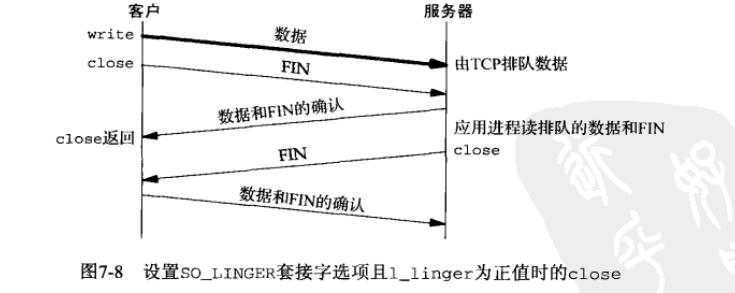 客户 服务器
write 数据
由TCP排队数据
close FIN
数据和FIN的确认
应用进程读排队的数据和FIN
close返回
close
FIN
数据和FIN的确认
图7-8 设置SO_LINGER套接字选项且l_linger为正值时的close